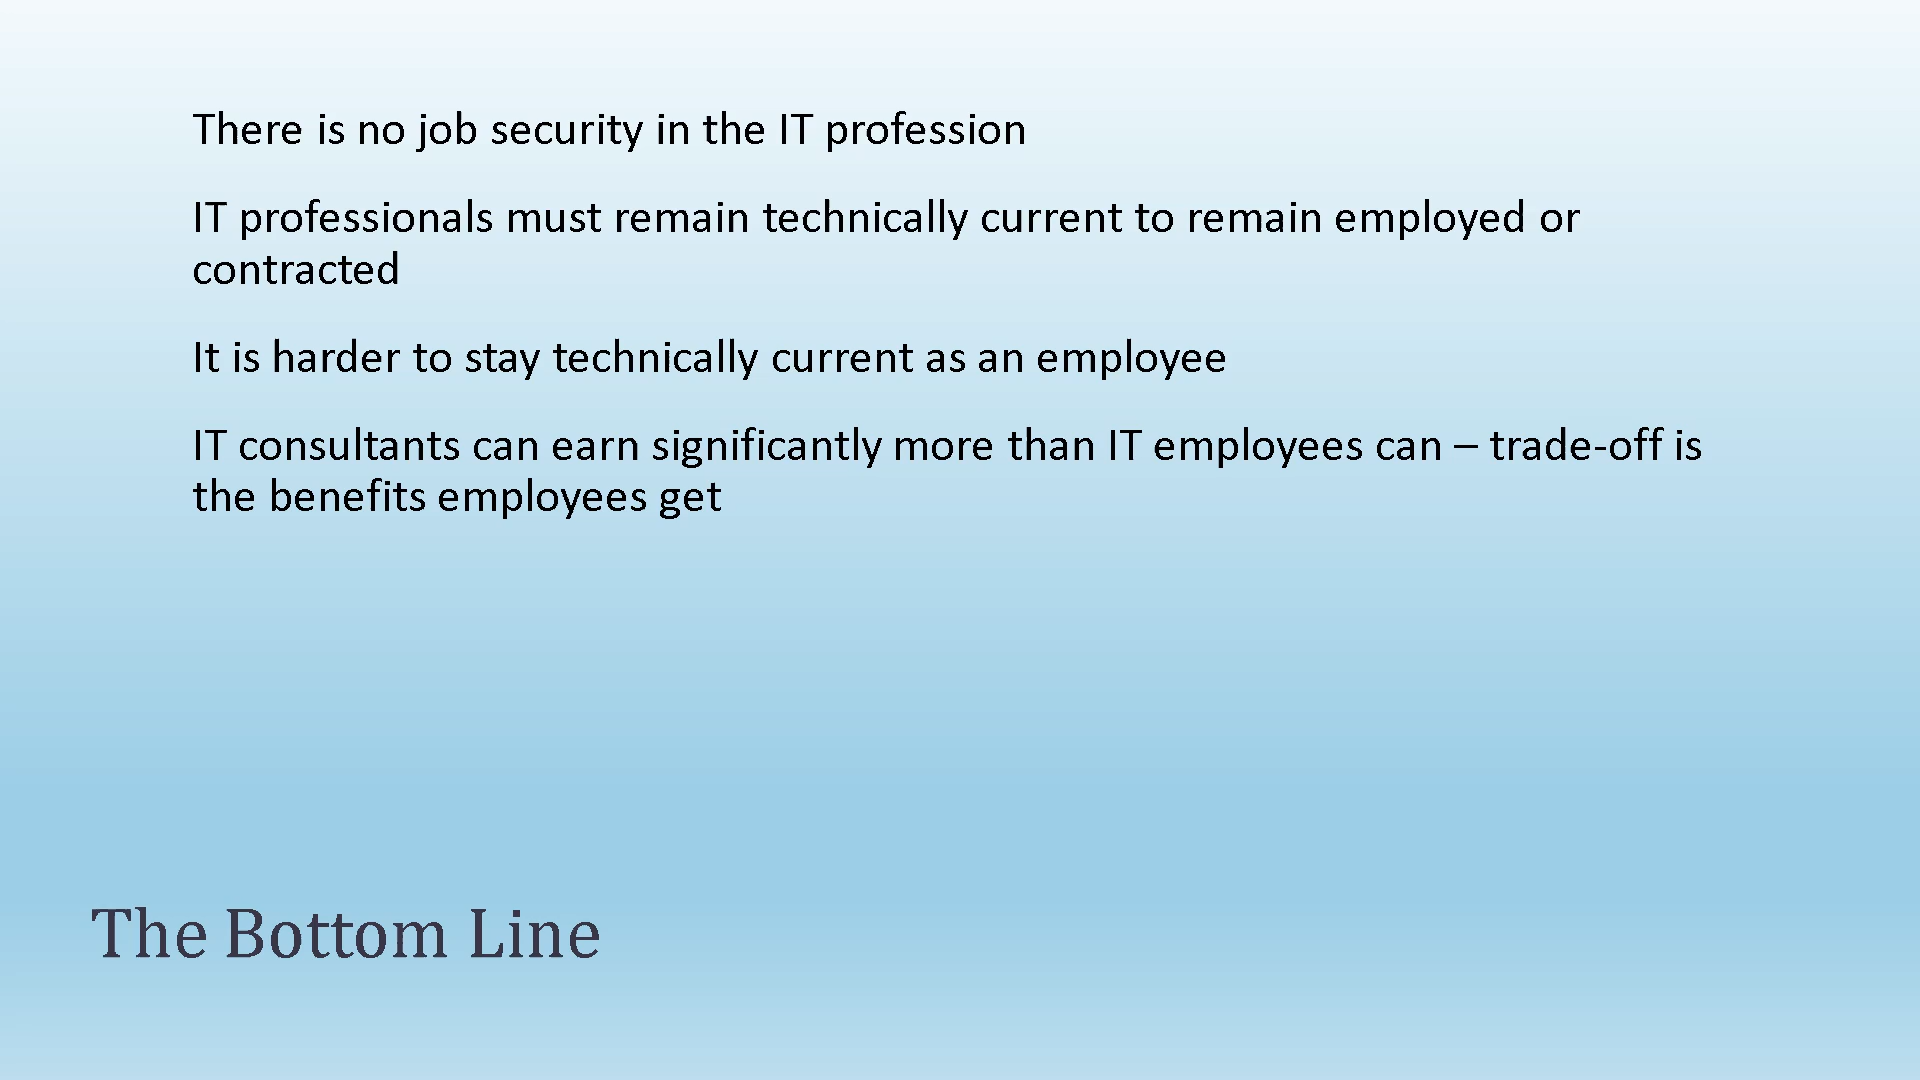 There is no job security in the IT profession
IT professionals must remain technically current to remain employed or
contracted
It is harder to stay technically current as an employee
IT consultants can earn significantly more than IT employees can – trade-off is
the benefits employees get
The Bottom Line